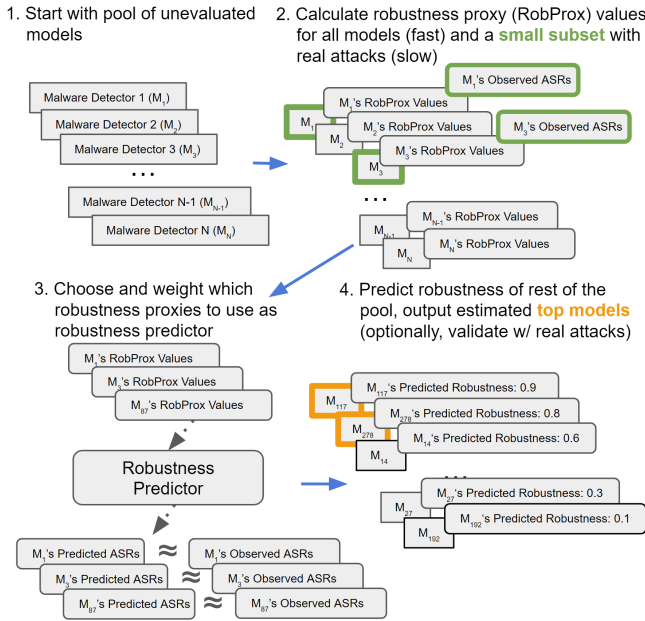 1. Start with pool of unevaluated
models
Malware Detector 1 (M1)
Malware Detector 2 (M2)
Malware Detector 3 (M3)
...
Malware Detector N-1 (MN-1)
Malware Detector N (MN)
2. Calculate robustness proxy (RobProx) values
for all models (fast) and a small subset with
real attacks (slow)
M1's Observed ASRs
M1's RobProx Values
M1
M2's RobProx Values
M3's Observed ASRs
M2
M3's RobProx Values
M3
...
MN-1's RobProx Values
MN-1
MN's RobProx Values
MN
3. Choose and weight which
robustness proxies to use as
robustness predictor
M1's RobProx Values
M3's RobProx Values
M87's RobProx Values
Robustness
Predictor
M1's Predicted ASRs ≈ M1's Observed ASRs
M3's Predicted ASRs ≈ M3's Observed ASRs
M87's Predicted ASRs ≈ M87's Observed ASRs
4. Predict robustness of rest of the
pool, output estimated top models
(optionally, validate w/ real attacks)
M117's Predicted Robustness: 0.9
M117
M278's Predicted Robustness: 0.8
M278
M14's Predicted Robustness: 0.6
M14
...
M27's Predicted Robustness: 0.3
M27
M192's Predicted Robustness: 0.1
M192